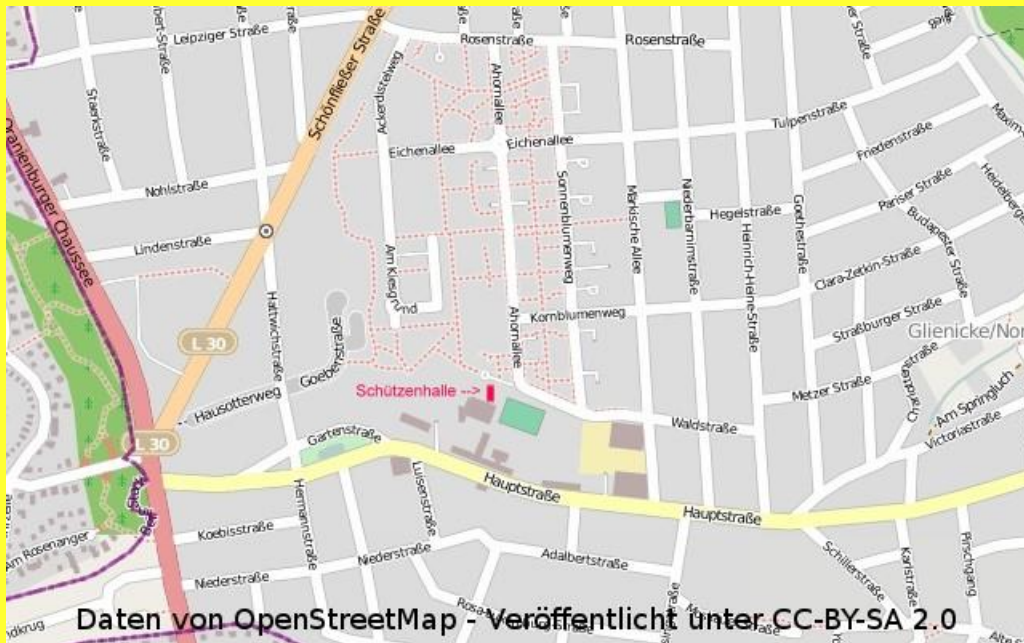 Leipziger Straße
Schönfließer Straße
Rosenstraße
Rosenstraße
Ackerdistelweg
Ahornallee
Staerkstraße
Tulpenstraße
Eichenallee
Eichenallee
Friedenstraße
Oranienburger Chaussee
Nohlstraße
Sonnenblumenweg
Märkische Allee
Niederbarnimstraße
Pariser Straße
Goethestraße
Hegelstraße
Budapester Straße
Lindenstraße
Heinrich-Heine-Straße
Am Kiesgrund
Clara-Zetkin-Straße
Hattwichstraße
Ahornallee
Kornblumenweg
Straßburger Straße
L 30
Goebenstraße
Metzer Straße
Schützenhalle -->
Hausotterweg
Am Springluch
Waldstraße
Victoriastraße
L 30
Gartenstraße
Hauptstraße
Luisenstraße
Hermannstraße
Hauptstraße
Koebisstraße
Am Rosenanger
Niederstraße
Adalbertstraße
Schillerstraße
Karlstraße
Pirschgang
Niederstraße
Daten von OpenStreetMap - Veröffentlicht unter CC-BY-SA 2.0